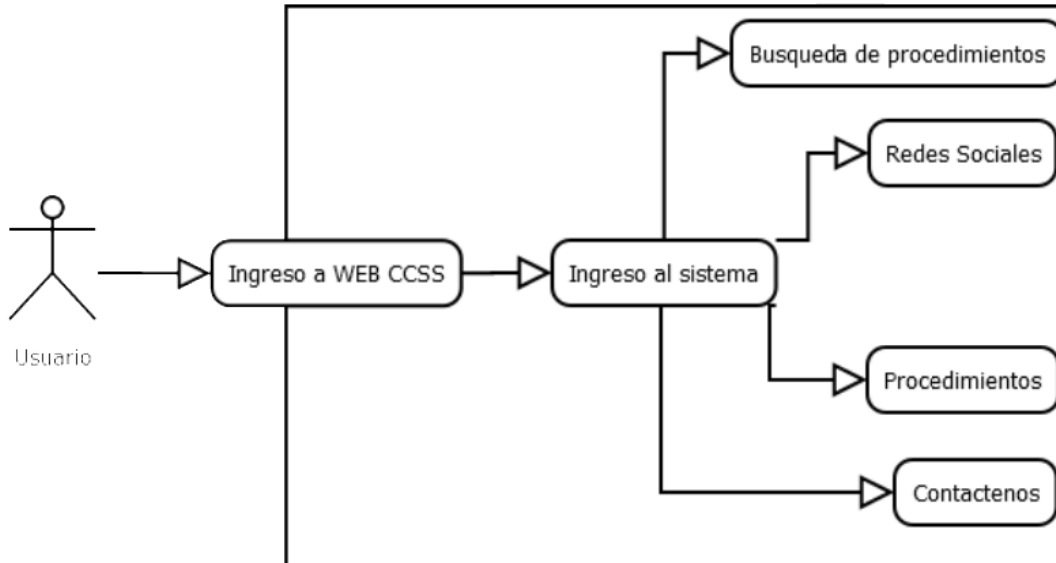 Busqueda de procedimientos
Redes Sociales
Ingreso a WEB CCSS
Ingreso al sistema
Usuario
Procedimientos
Contactenos